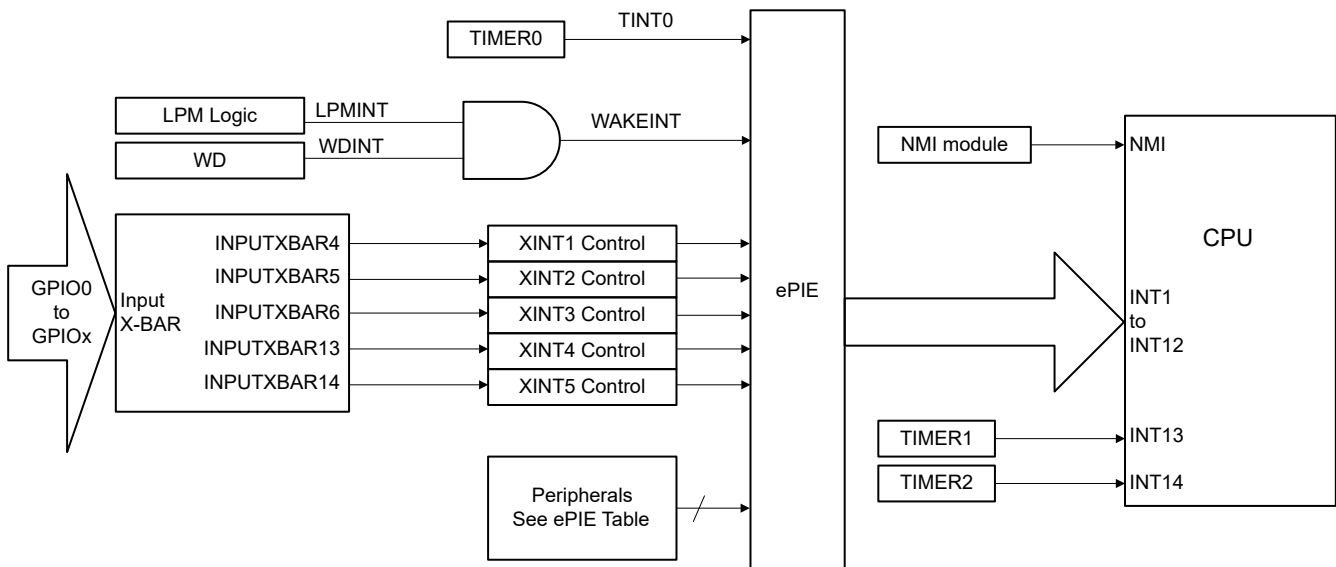 TINT0
TIMER0
LPM Logic
LPMINT
WAKEINT
WD
WDINT
NMI module
NMI
CPU
GPIO0
to
GPIOx
Input
X-BAR
INPUTXBAR4
INPUTXBAR5
INPUTXBAR6
INPUTXBAR13
INPUTXBAR14
XINT1 Control
XINT2 Control
XINT3 Control
XINT4 Control
XINT5 Control
ePIE
INT1
to
INT12
TIMER1
INT13
TIMER2
INT14
Peripherals
See ePIE Table